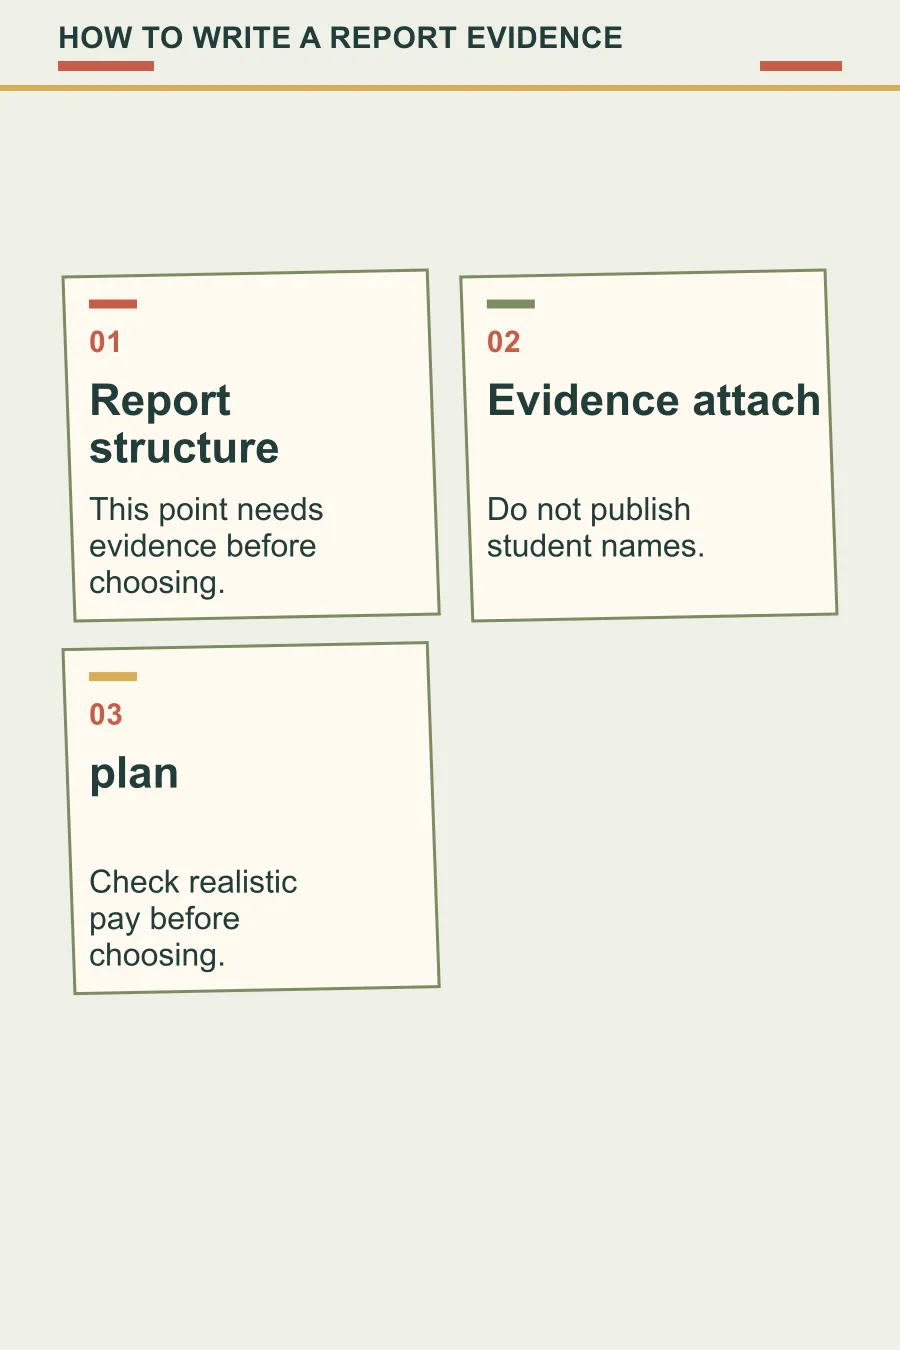 HOW TO WRITE A REPORT EVIDENCE
01
Report
structure
This point needs
evidence before
choosing.
02
Evidence attach
Do not publish
student names.
03
plan
Check realistic
pay before
choosing.